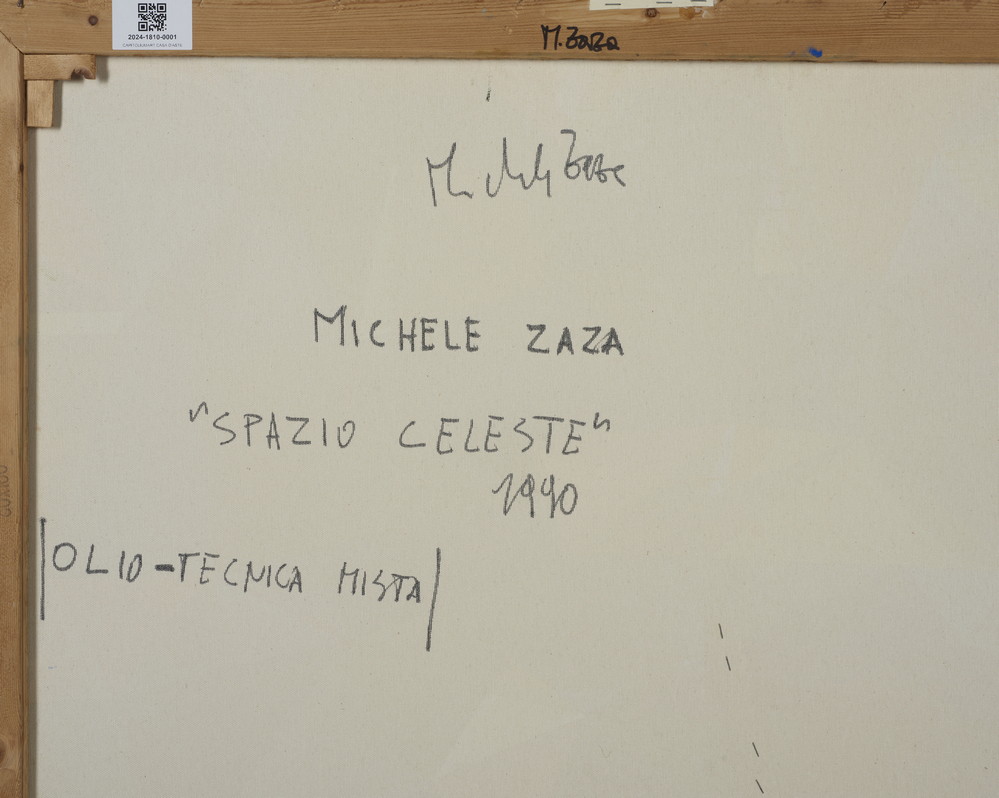 2024-1810-0001
M. Zaza
Michele Zaza
MICHELE ZAZA
"SPAZIO CELESTE"
1990
OLIO-TECNICA MISTA